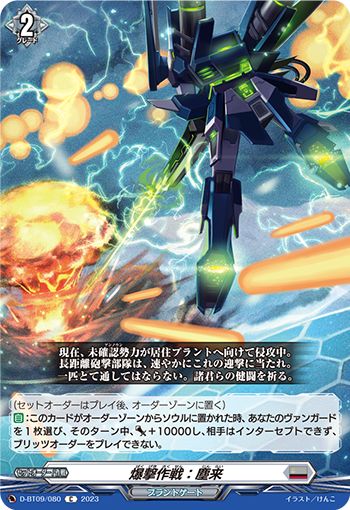 2
グレード
現在、未確認勢力が居住プラントへ向けて侵攻中。
長距離砲撃部隊は、速やかにこれの迎撃に当たれ。
一匹とて通してはならない。諸君らの健闘を祈る。
(セットオーダーはプレイ後、オーダーゾーンに置く)
自:このカードがオーダーゾーンからソウルに置かれた時、あなたのヴァンガード
を1枚選び、そのターン中、+10000し、相手はインターセプトできず、
ブリッツオーダーをプレイできない。
爆撃作戦:塵来
ブラントゲート
D-BT09/080 C 2023
イラスト/けんこ